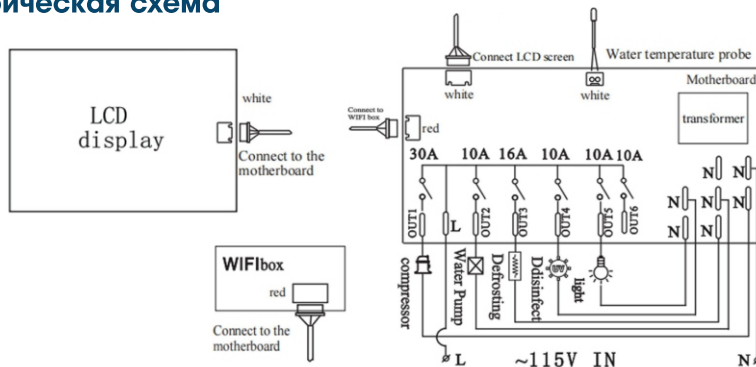 ическая схема
LCD
display
white
Connect to the
motherboard
WIFIbox
red
Connect to the
motherboard
Connect LCD screen
white
Water temperature probe
white
Motherboard
transformer
Connect to
WIFI box
red
30A 10A 16A 10A 10A 10A
OUT1
L
OUT2
OUT3
OUT4
OUT5
OUT6
N N
N N N
N N
compressor
Water Pump
Defrosting
Ddisinfect
UV
light
L ~115V IN N